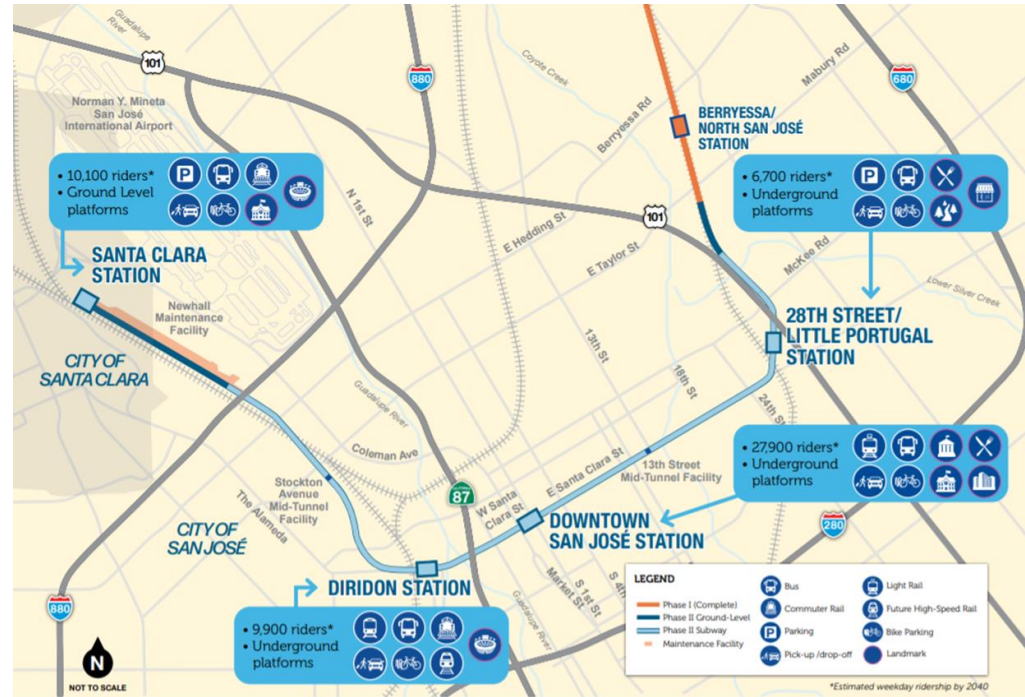 Guadalupe
River
101
880
680
Norman Y. Mineta
San José
International Airport
Coyote Creek
Berryessa Rd
Mabury Rd
BERRYESSA/
NORTH SAN JOSÉ
STATION
• 10,100 riders*
• Ground Level
platforms
P
N 1st St
• 6,700 riders*
• Underground
platforms
P
101
E Hedding St
E Taylor St
McKee Rd
Lower Silver Creek
SANTA CLARA
STATION
Newhall
Maintenance
Facility
28TH STREET/
LITTLE PORTUGAL
STATION
CITY OF
SANTA CLARA
13th St
18th St
24th St
Guadalupe River
Coleman Ave
• 27,900 riders*
• Underground
platforms
E Santa Clara St
13th Street
Mid-Tunnel Facility
Stockton
Avenue
Mid-Tunnel
Facility
The Alameda
CALIFORNIA
87
W Santa
Clara St
280
CITY OF
SAN JOSÉ
DOWNTOWN
SAN JOSÉ STATION
DIRIDON STATION
Market St
S 1st St
S 4th
Guadalupe
River
880
• 9,900 riders*
• Underground
platforms
N
NOT TO SCALE
LEGEND
Phase I (Complete)
Phase II Ground-Level
Phase II Subway
Maintenance Facility
Bus
Commuter Rail
P
Parking
Pick-up /drop-off
Light Rail
Future High-Speed Rail
Bike Parking
Landmark
*Estimated weekday ridership by 2040